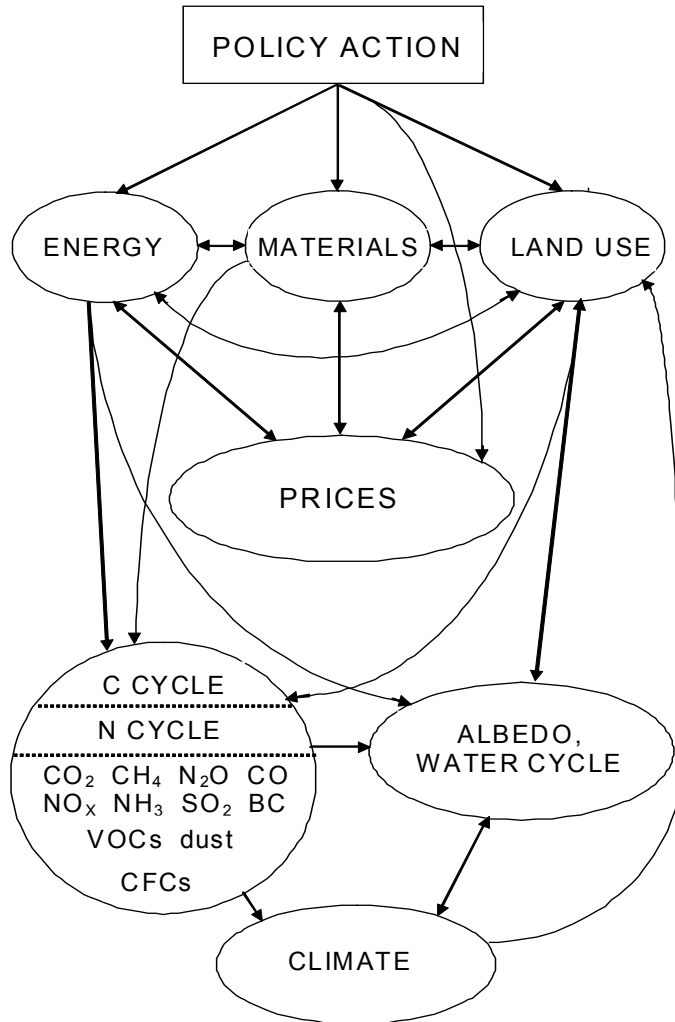 POLICY ACTION
ENERGY
MATERIALS
LAND USE
PRICES
C CYCLE
N CYCLE
CO₂ CH₄ N₂O CO
NOₓ NH₃ SO₂ BC
VOCs dust
CFCs
ALBEDO,
WATER CYCLE
CLIMATE